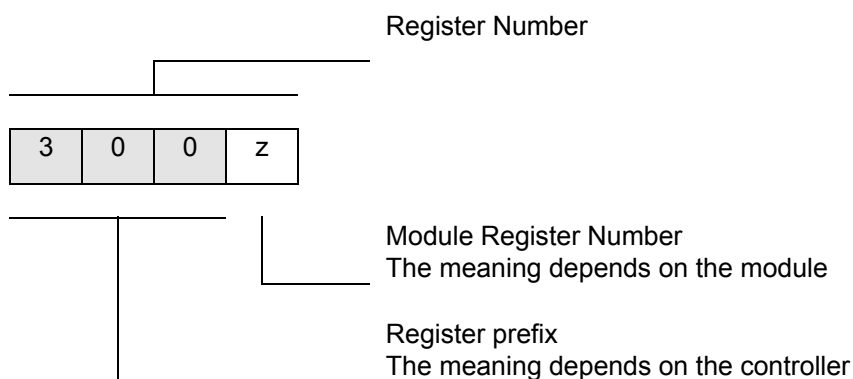 Register Number
3 0 0 z
Module Register Number
The meaning depends on the module
Register prefix
The meaning depends on the controller